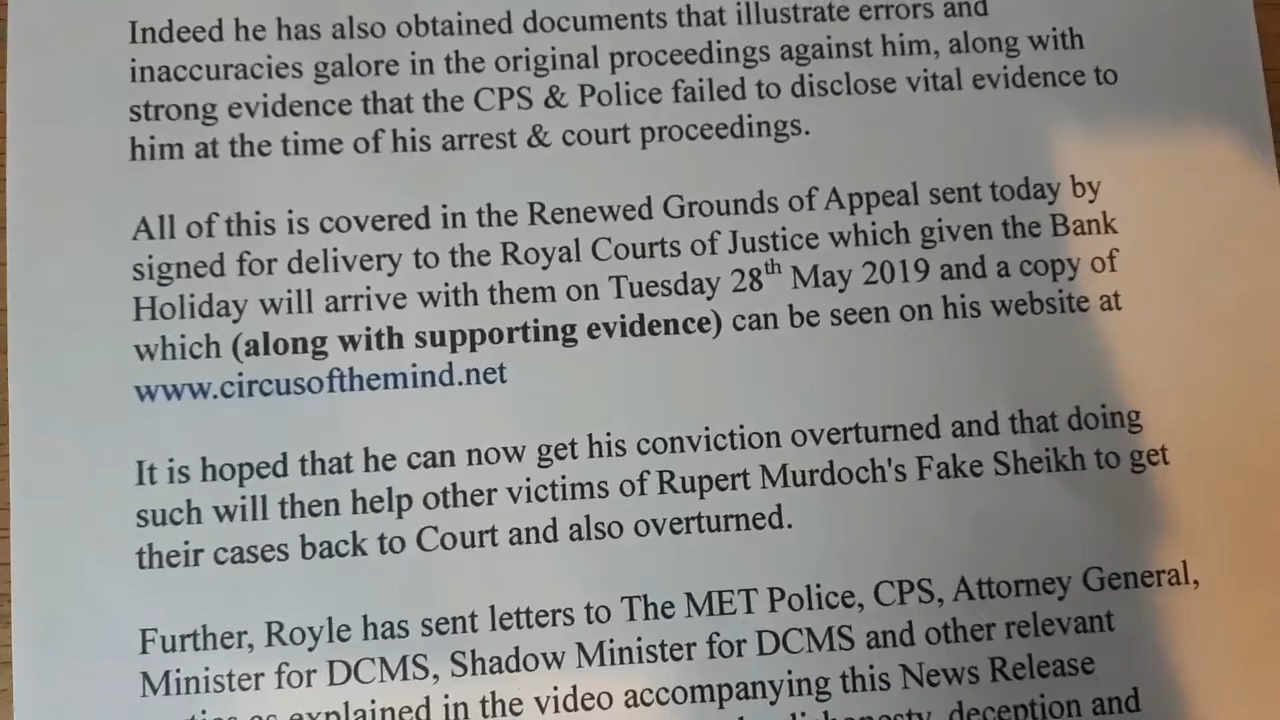 Indeed he has also obtained documents that illustrate errors and
inaccuracies galore in the original proceedings against him, along with
strong evidence that the CPS & Police failed to disclose vital evidence to
him at the time of his arrest & court proceedings.
All of this is covered in the Renewed Grounds of Appeal sent today by
signed for delivery to the Royal Courts of Justice which given the Bank
Holiday will arrive with them on Tuesday 28th May 2019 and a copy of
which (along with supporting evidence) can be seen on his website at
www.circusofthemind.net
It is hoped that he can now get his conviction overturned and that doing
such will then help other victims of Rupert Murdoch's Fake Sheikh to get
their cases back to Court and also overturned.
Further, Royle has sent letters to The MET Police, CPS, Attorney General,
Minister for DCMS, Shadow Minister for DCMS and other relevant
as explained in the video accompanying this News Release
deception and